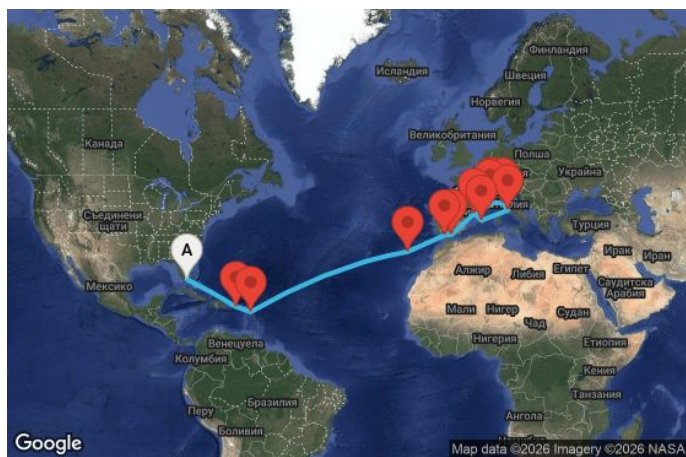 Финландия
Исландия
Швеция
Норвегия
Великобритания
Канада
Полша
Украйна
Съединени
щати
A
Турция
Ирак
Иран
Алжир
Либия
Египет
Саудитска
Арабия
Мексико
Мали
Нигер
Чад
Судан
Венецуела
Нигерия
Етиопия
Колумбия
Кения
Перу
Бразилия
Танзания
Ангола
Боливия
Google
Map data ©2026 Imagery ©2026 NASA